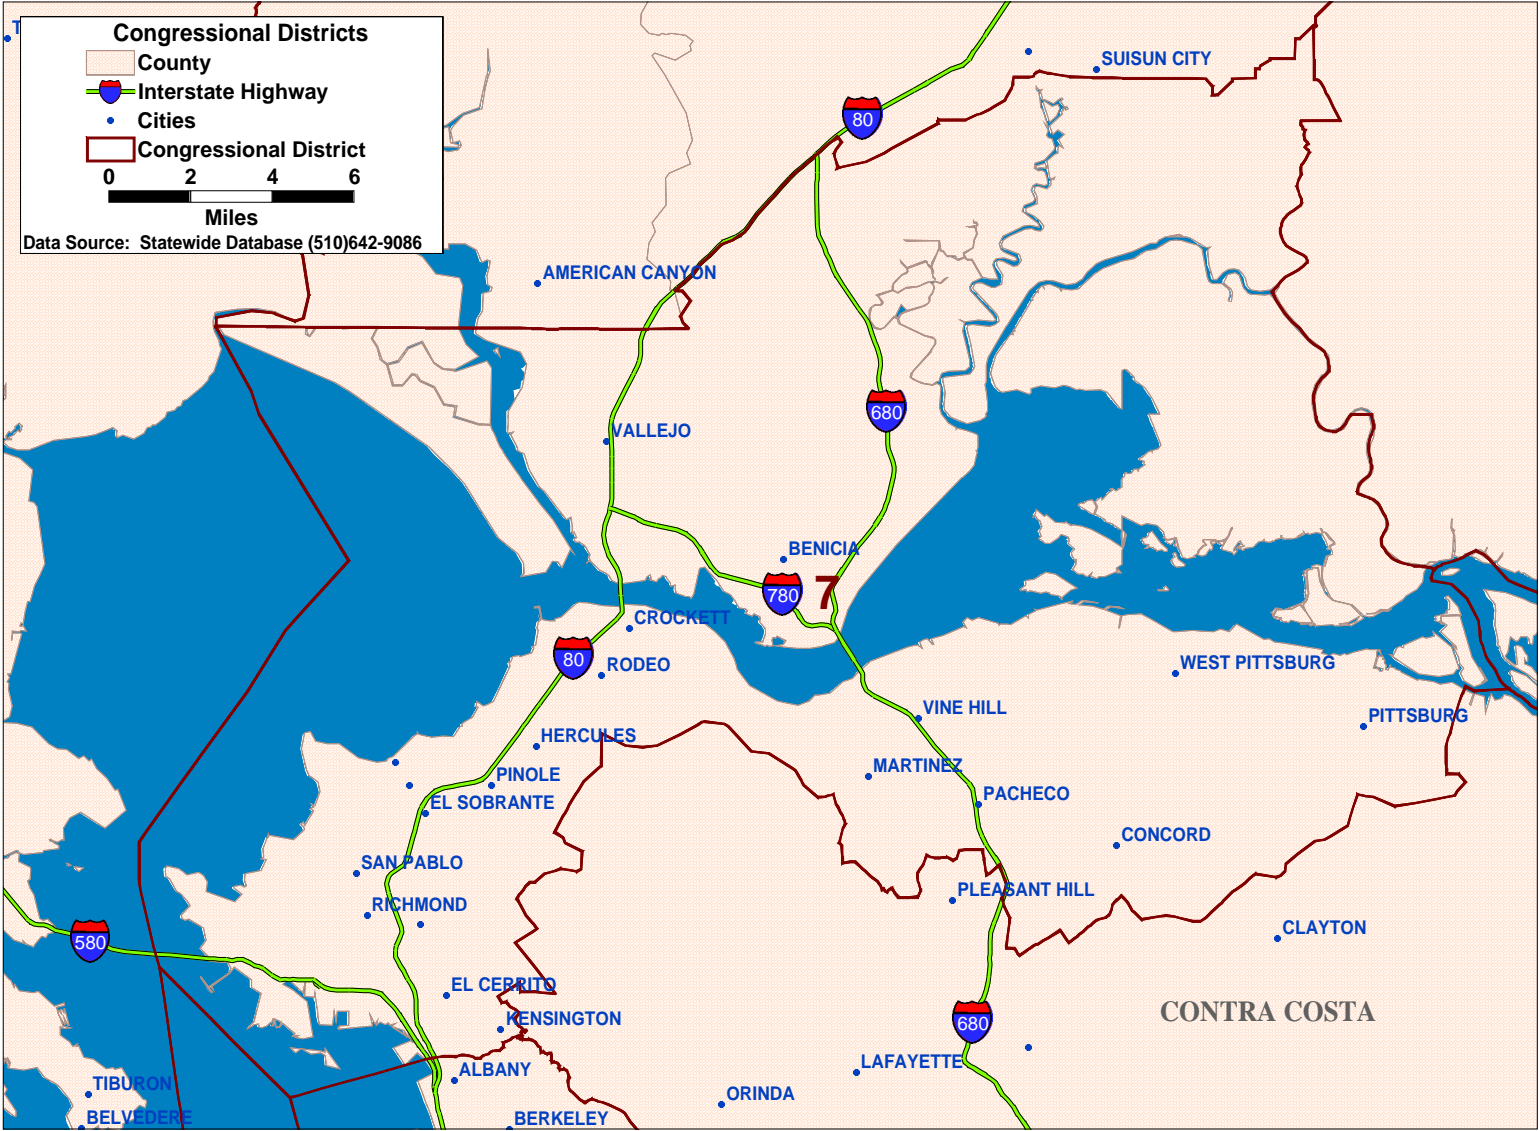 T
Congressional Districts
County
Interstate Highway
Cities
Congressional District
0 2 4 6
Miles
Data Source: Statewide Database (510)642-9086
SUISUN CITY
80
AMERICAN CANYON
680
VALLEJO
BENICIA
780
7
CROCKETT
80
RODEO
WEST PITTSBURG
VINE HILL
PITTSBURG
HERCULES
MARTINEZ
PINOLE
PACHECO
EL SOBRANTE
CONCORD
SAN PABLO
PLEASANT HILL
RICHMOND
CLAYTON
580
EL CERRITO
CONTRA COSTA
KENSINGTON
680
LAFAYETTE
ALBANY
TIBURON
ORINDA
BELVEDERE
BERKELEY